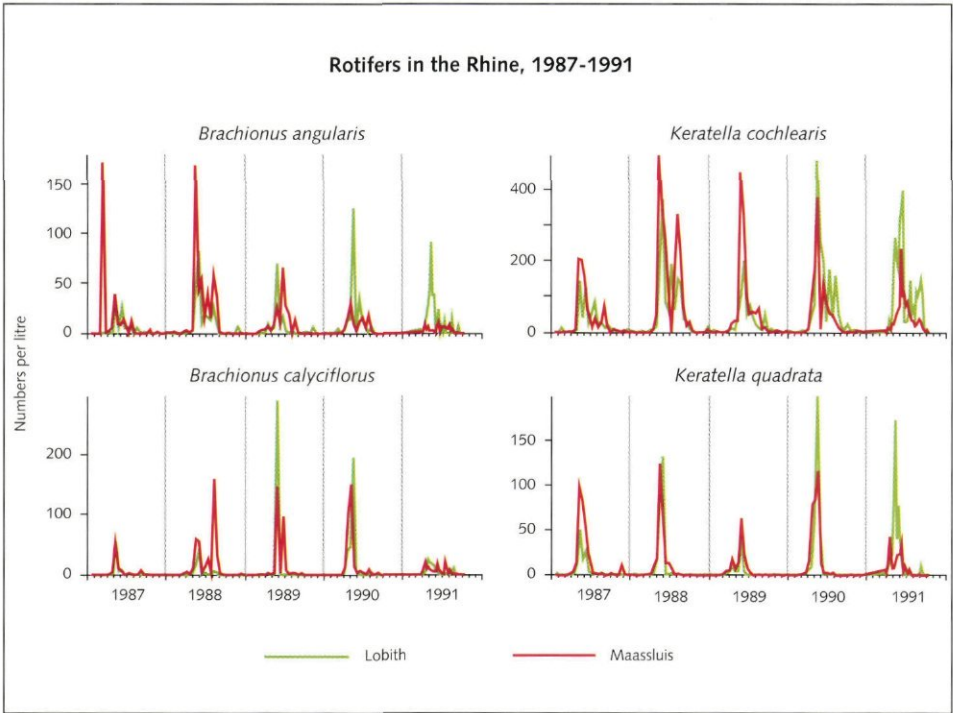 Rotifers in the Rhine, 1987-1991
Brachionus angularis
Keratella cochlearis
Numbers per litre
150
100
50
0
400
200
0
Brachionus calyciflorus
Keratella quadrata
200
100
0
150
100
50
0
1987 1988 1989 1990 1991
1987 1988 1989 1990 1991
Lobith Maassluis